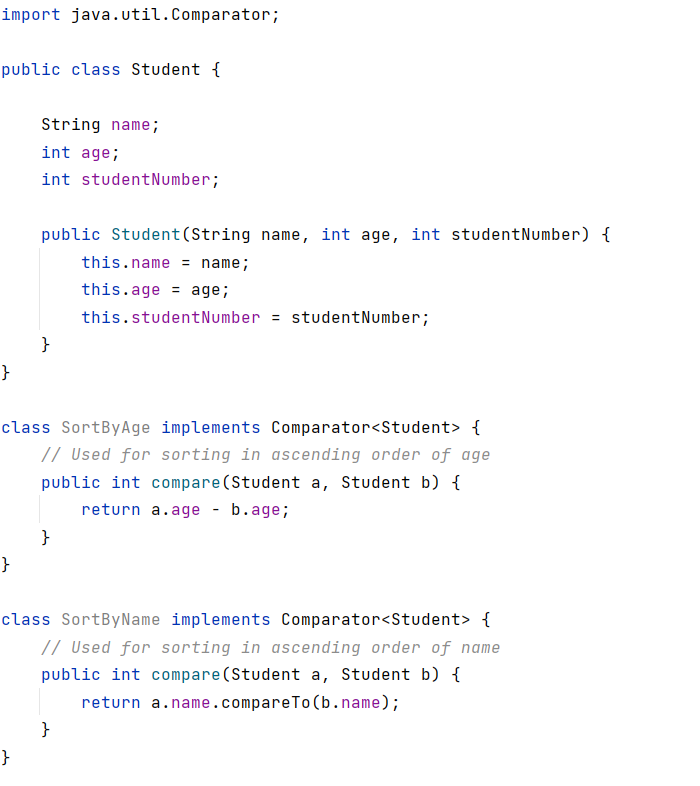 import java.util.Comparator;

public class Student {

    String name;
    int age;
    int studentNumber;

    public Student(String name, int age, int studentNumber) {
        this.name = name;
        this.age = age;
        this.studentNumber = studentNumber;
    }
}

class SortByAge implements Comparator<Student> {
    // Used for sorting in ascending order of age
    public int compare(Student a, Student b) {
        return a.age - b.age;
    }
}

class SortByName implements Comparator<Student> {
    // Used for sorting in ascending order of name
    public int compare(Student a, Student b) {
        return a.name.compareTo(b.name);
    }
}